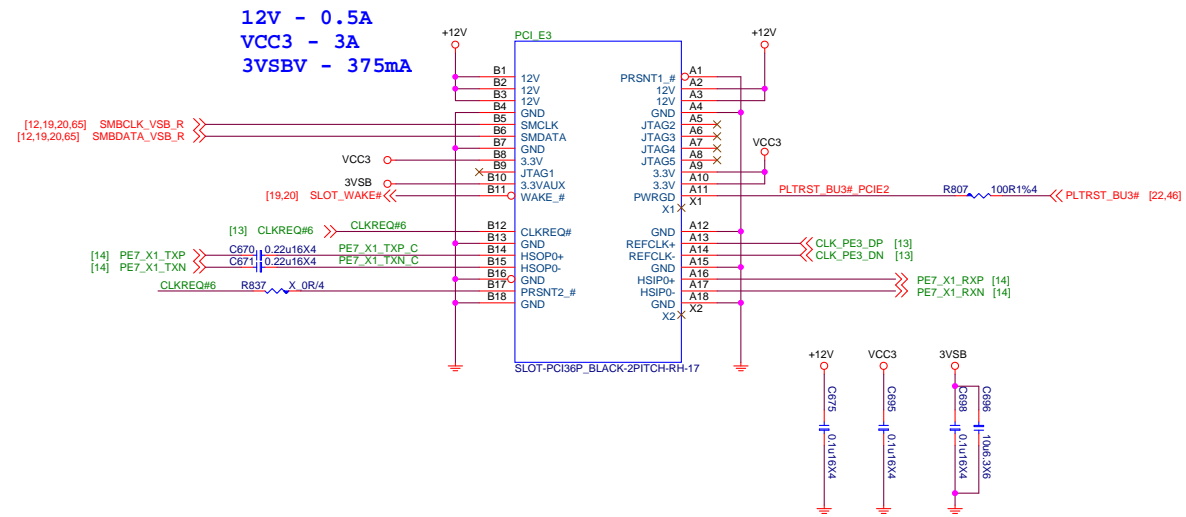 12V - 0.5A
VCC3 - 3A
3VSBV - 375mA
+12V
PCI_E3
+12V
B1 12V PRSNT1_# A1
B2 12V 12V A2
B3 12V 12V A3
B4 GND GND A4
[12,19,20,65] SMBCLK_VSB_R B5 SMCLK JTAG2 A5
[12,19,20,65] SMBDATA_VSB_R B6 SMDATA JTAG3 A6
B7 GND JTAG4 A7
VCC3 B8 3.3V JTAG5 A8 VCC3
B9 JTAG1 3.3V A9
3VSB B10 3.3VAUX 3.3V A10
[19,20] SLOT_WAKE# B11 WAKE_# PWRGD A11 PLTRST_BU3#_PCIE2 R807 100R1%4 PLTRST_BU3# [22,46]
X1 X1
[13] CLKREQ#6 CLKREQ#6 B12 CLKREQ# GND A12
B13 GND REFCLK+ A13 CLK_PE3_DP [13]
[14] PE7_X1_TXP C670 0.22u16X4 PE7_X1_TXP_C B14 HSOP0+ REFCLK- A14 CLK_PE3_DN [13]
[14] PE7_X1_TXN C671 0.22u16X4 PE7_X1_TXN_C B15 HSOP0- GND A15
B16 GND HSIP0+ A16 PE7_X1_RXP [14]
CLKREQ#6 R837 X_0R/4 B17 PRSNT2_# HSIP0- A17 PE7_X1_RXN [14]
B18 GND GND A18
X2 X2
SLOT-PCI36P_BLACK-2PITCH-RH-17
+12V VCC3 3VSB
C675 C695 C698 C696
0.1u16X4 0.1u16X4 0.1u16X4 10u6.3X6